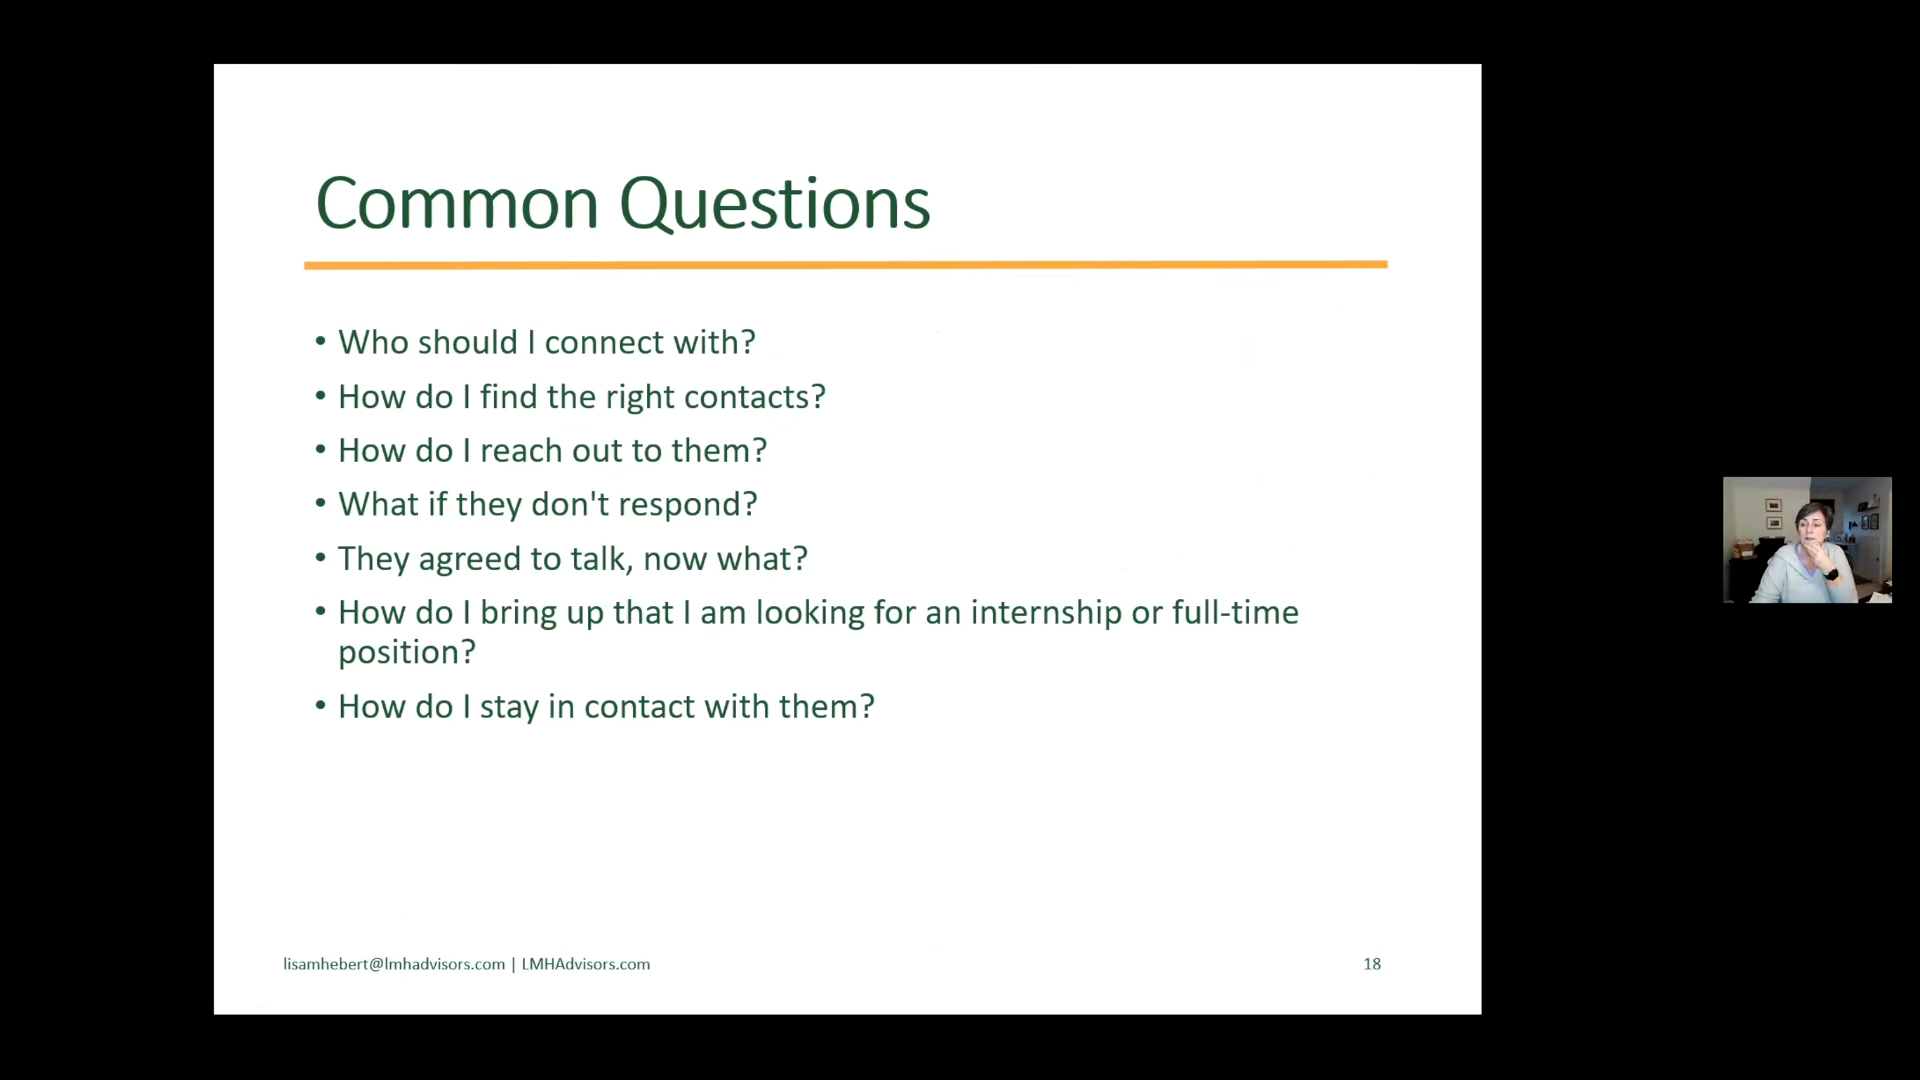 Common Questions
• Who should I connect with?
• How do I find the right contacts?
• How do I reach out to them?
• What if they don't respond?
• They agreed to talk, now what?
• How do I bring up that I am looking for an internship or full-time
position?
• How do I stay in contact with them?
lisamhebert@lmhadvisors.com | LMHAdvisors.com
18